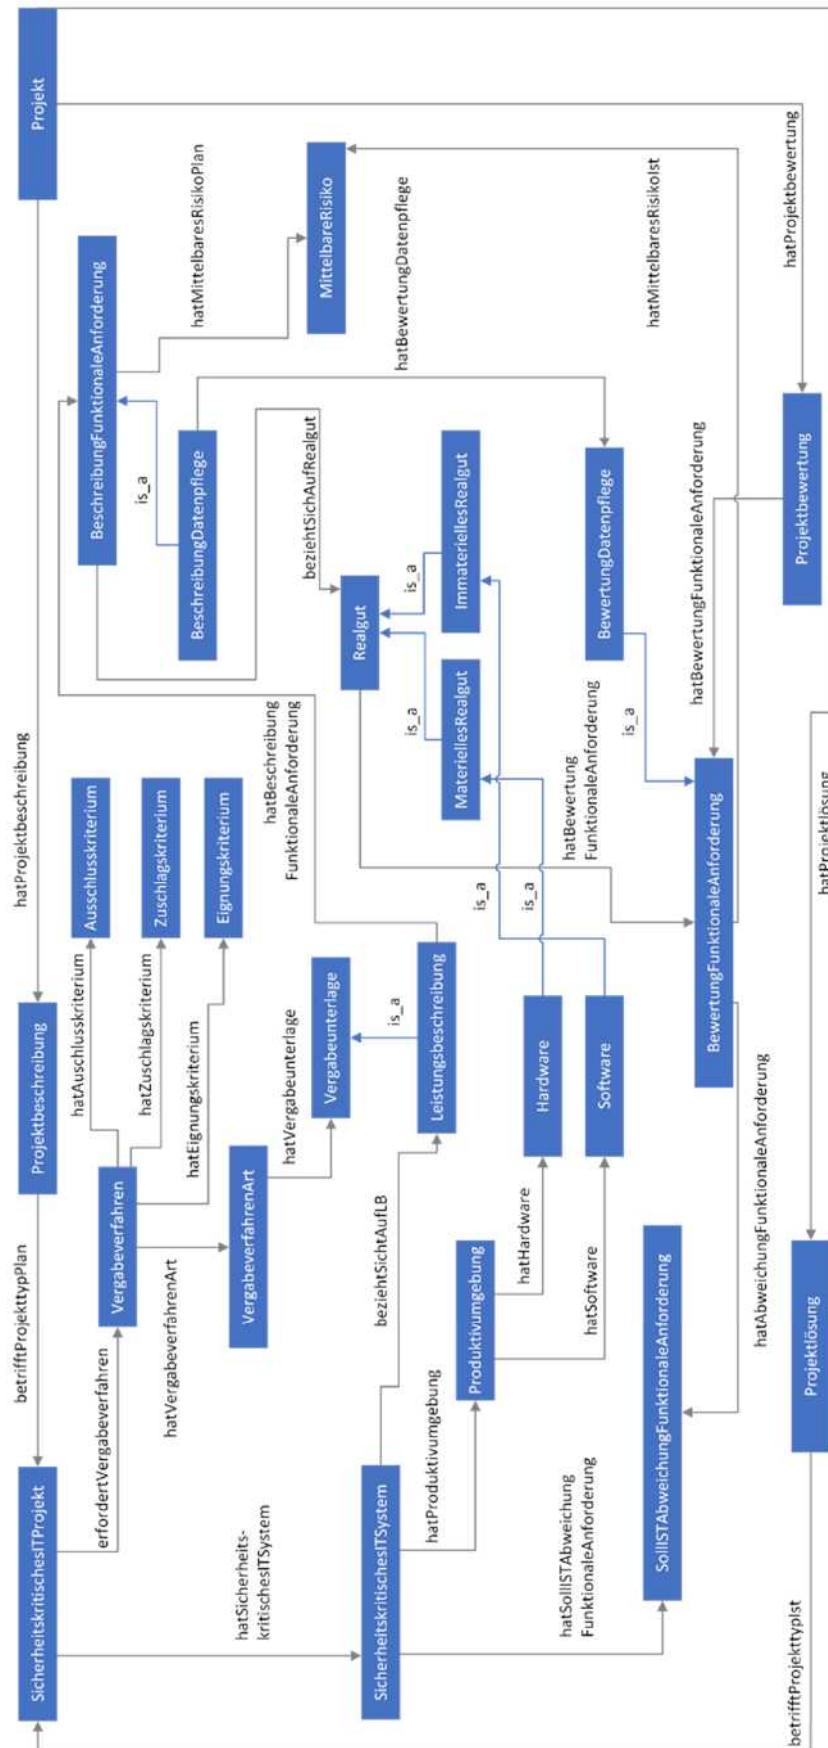 SicherheitskritischesITProjekt
betrifftProjekttypPlan
Projektbeschreibung
hatProjektbeschreibung
Projekt
erfordertVergabeverfahren
Vergabeverfahren
hatAuschlusskriterium
Ausschlusskriterium
hatZuschlagskriterium
Zuschlagskriterium
hatEignungskriterium
Eignungskriterium
hatVergabeverfahrenArt
VergabeverfahrenArt
hatVergabeunterlage
Vergabeunterlage
is_a
BeschreibungFunktionaleAnforderung
is_a
BeschreibungDatenpflege
hatMittelbaresRisikoPlan
MittelbareRisiko
hatBeschreibung
FunktionaleAnforderung
beziehtSichAufRealgut
Realgut
hatBewertungDatenpflege
hatSicherheits-
kritischesITSystem
SicherheitskritischesITSystem
beziehtSichtAufLB
Leistungsbeschreibung
is_a
is_a
MateriellesRealgut
ImmateriellesRealgut
hatProduktivumgebung
Produktivumgebung
hatHardware
Hardware
is_a
is_a
hatSoftware
Software
hatBewertung
FunktionaleAnforderung
BewertungDatenpflege
is_a
hatMittelbaresRisikoIst
hatSollISTAbweichung
FunktionaleAnforderung
SollISTAbweichungFunktionaleAnforderung
BewertungFunktionaleAnforderung
hatBewertungFunktionaleAnforderung
hatAbweichungFunktionaleAnforderung
hatProjektbewertung
Projektbewertung
betrifftProjekttypIst
Projektlösung
hatProjektlösung